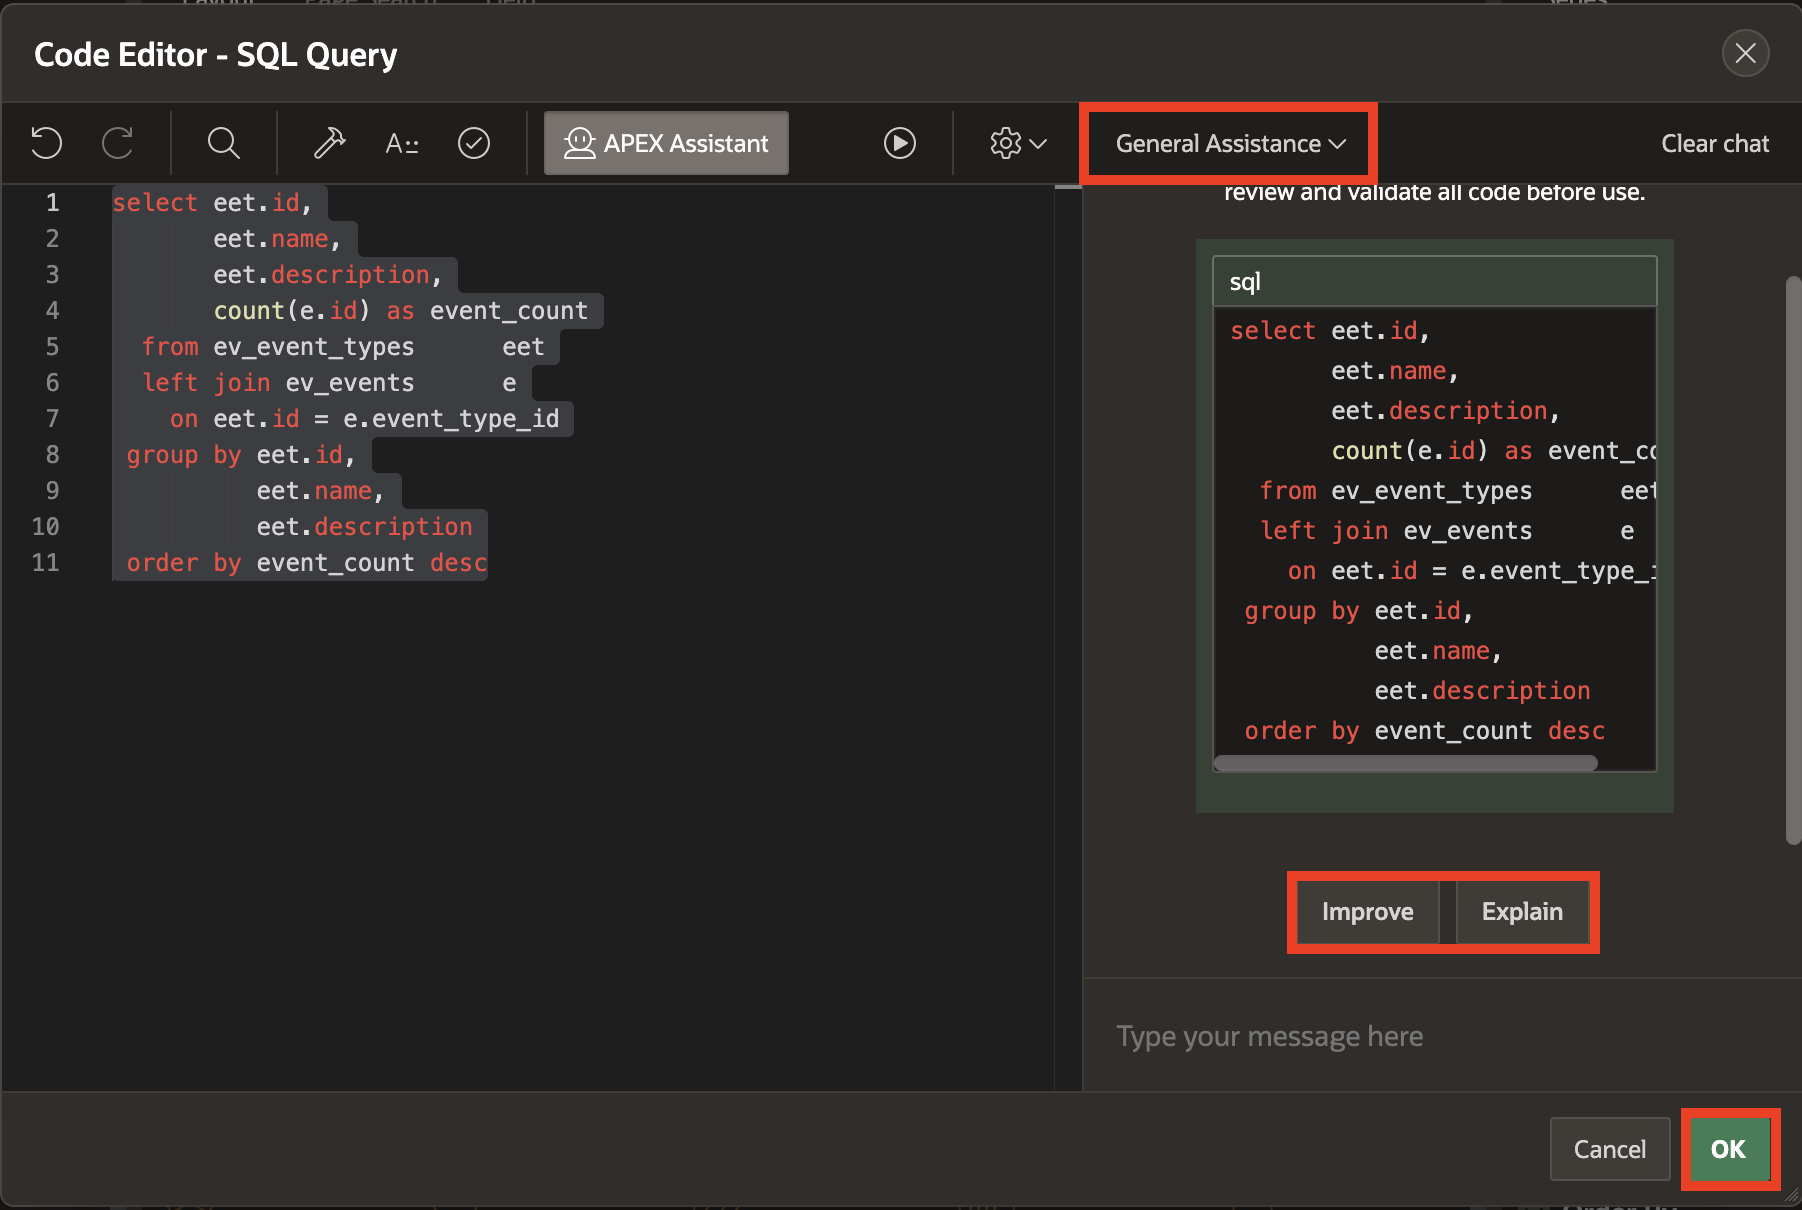 Code Editor - SQL Query
APEX Assistant
General Assistance
Clear chat
1 select eet.id,
2 eet.name,
3 eet.description,
4 count(e.id) as event_count
5 from ev_event_types eet
6 left join ev_events e
7 on eet.id = e.event_type_id
8 group by eet.id,
9 eet.name,
10 eet.description
11 order by event_count desc
review and validate all code before use.
sql
select eet.id,
eet.name,
eet.description,
count(e.id) as
from ev_event_types eet
left join ev_events e
on eet.id =
group by eet.id,
eet.name,
eet.description
order by event_count desc
Improve
Explain
Type your message here
Cancel
OK